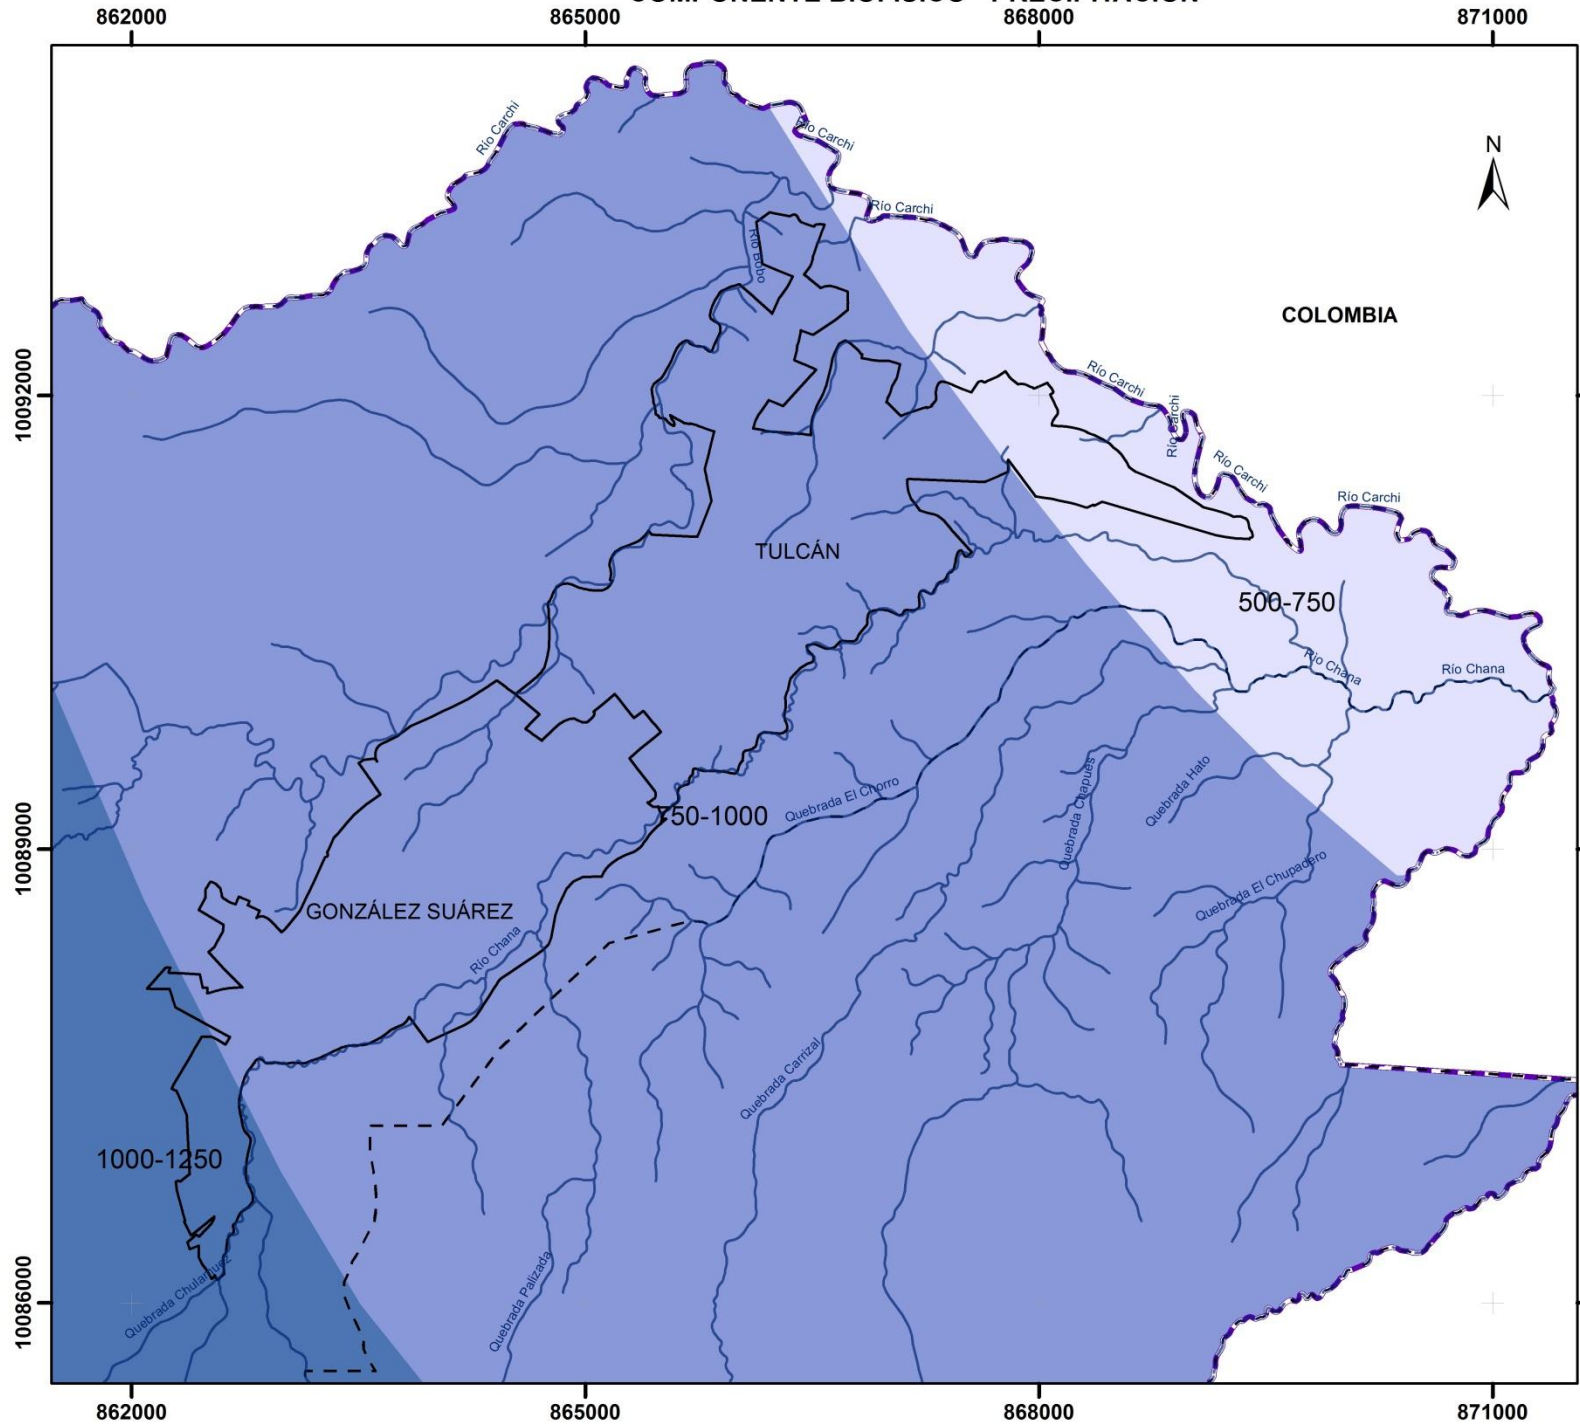 COMPONENTE BIOFÍSICO - PRECIPITACIÓN
862000
865000
868000
871000
Río Carchi
Río Carchi
N
Río Carchi
Río Bobo
COLOMBIA
10092000
Río Carchi
Río Carchi
Río Carchi
Río Carchi
TULCÁN
500-750
Río Chana
Río Chana
Quebrada Chapues
Quebrada Hato
Quebrada El Chorro
750-1000
10089000
Quebrada El Chupadero
GONZÁLEZ SUÁREZ
Río Chana
Quebrada Carrizal
1000-1250
Quebrada Palizada
10086000
862000
865000
868000
871000